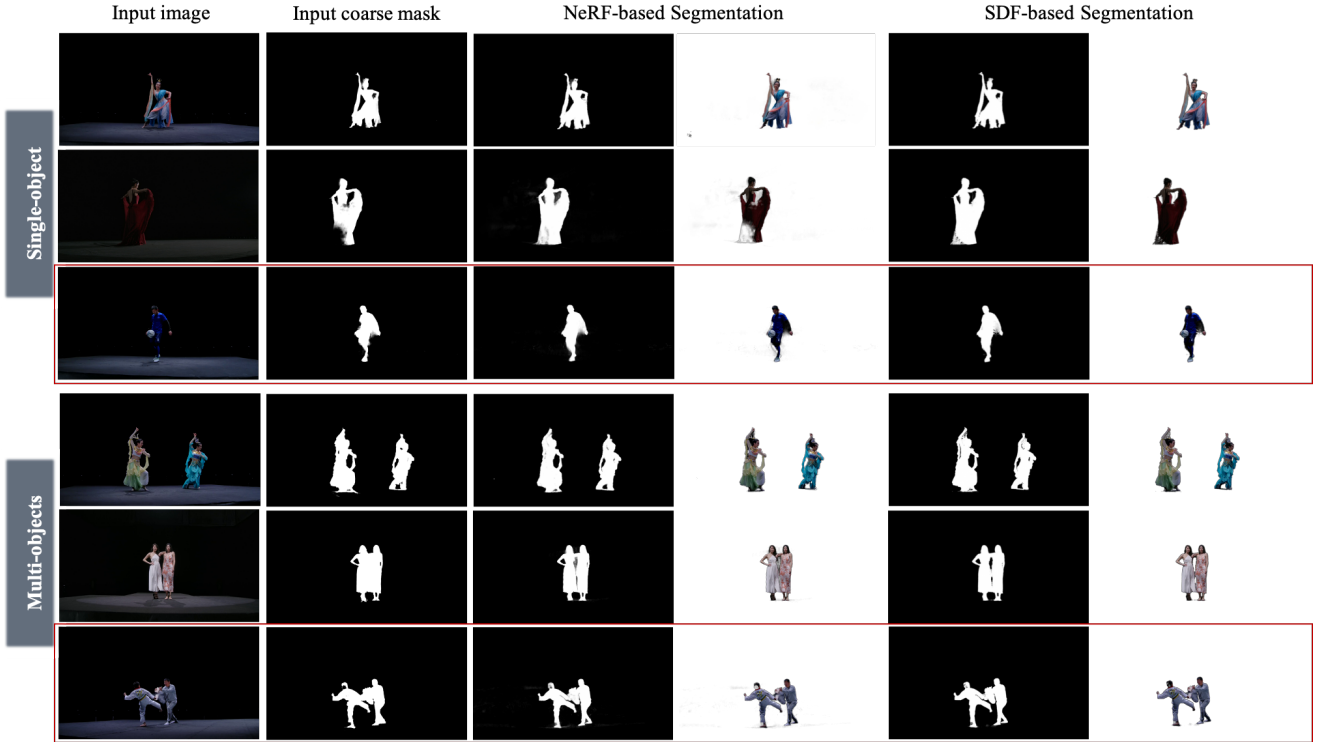 Input image
Input coarse mask
NeRF-based Segmentation
SDF-based Segmentation
Single-object
Multi-objects